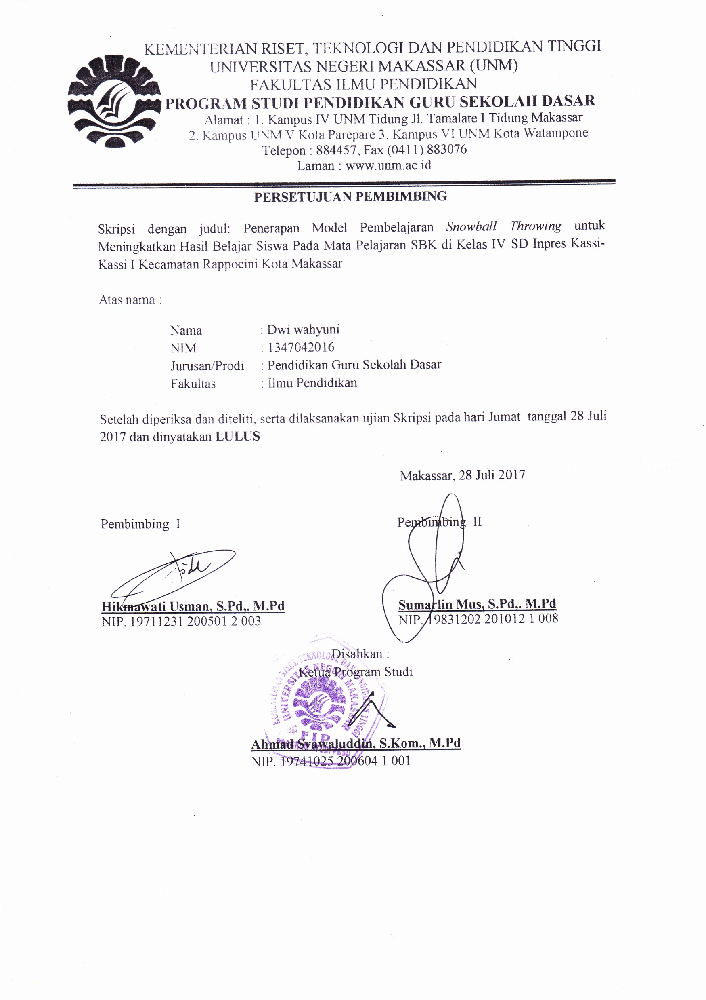 KEMENTERIAN RISET, TEKNOLOGI DAN PENDIDIKAN TINGGI
UNIVERSITAS NEGERI MAKASSAR (UNM)
FAKULTAS ILMU PENDIDIKAN
PROGRAM STUDI PENDIDIKAN GURU SEKOLAH DASAR
Alamat : 1. Kampus IV UNM Tidung Jl. Tamalate I Tidung Makassar
2. Kampus UNM V Kota Parepare 3. Kampus VI UNM Kota Watampone
Telepon : 884457, Fax (0411) 883076
Laman : www.unm.ac.id
PERSETUJUAN PEMBIMBING
Skripsi dengan judul: Penerapan Model Pembelajaran Snowball Throwing untuk
Meningkatkan Hasil Belajar Siswa Pada Mata Pelajaran SBK di Kelas IV SD Inpres Kassi-
Kassi I Kecamatan Rappocini Kota Makassar
Atas nama :
Nama : Dwi wahyuni
NIM : 1347042016
Jurusan/Prodi : Pendidikan Guru Sekolah Dasar
Fakultas : Ilmu Pendidikan
Setelah diperiksa dan diteliti, serta dilaksanakan ujian Skripsi pada hari Jumat tanggal 28 Juli
2017 dan dinyatakan LULUS
Makassar, 28 Juli 2017
Pembimbing I Pembimbing II
Hikmawati Usman, S.Pd,. M.Pd Sumarlin Mus, S.Pd,. M.Pd
NIP. 19711231 200501 2 003 NIP. 19831202 201012 1 008
Disahkan :
Ketua Program Studi
KEMENTERIAN RISET, TEKNOLOGI, DAN PENDIDIKAN TINGGI
UNIVERSITAS NEGERI MAKASSAR
FIP
PROGRAM STUDI PGSD
Ahmad Syawaluddin, S.Kom., M.Pd
NIP. 19741025 200604 1 001